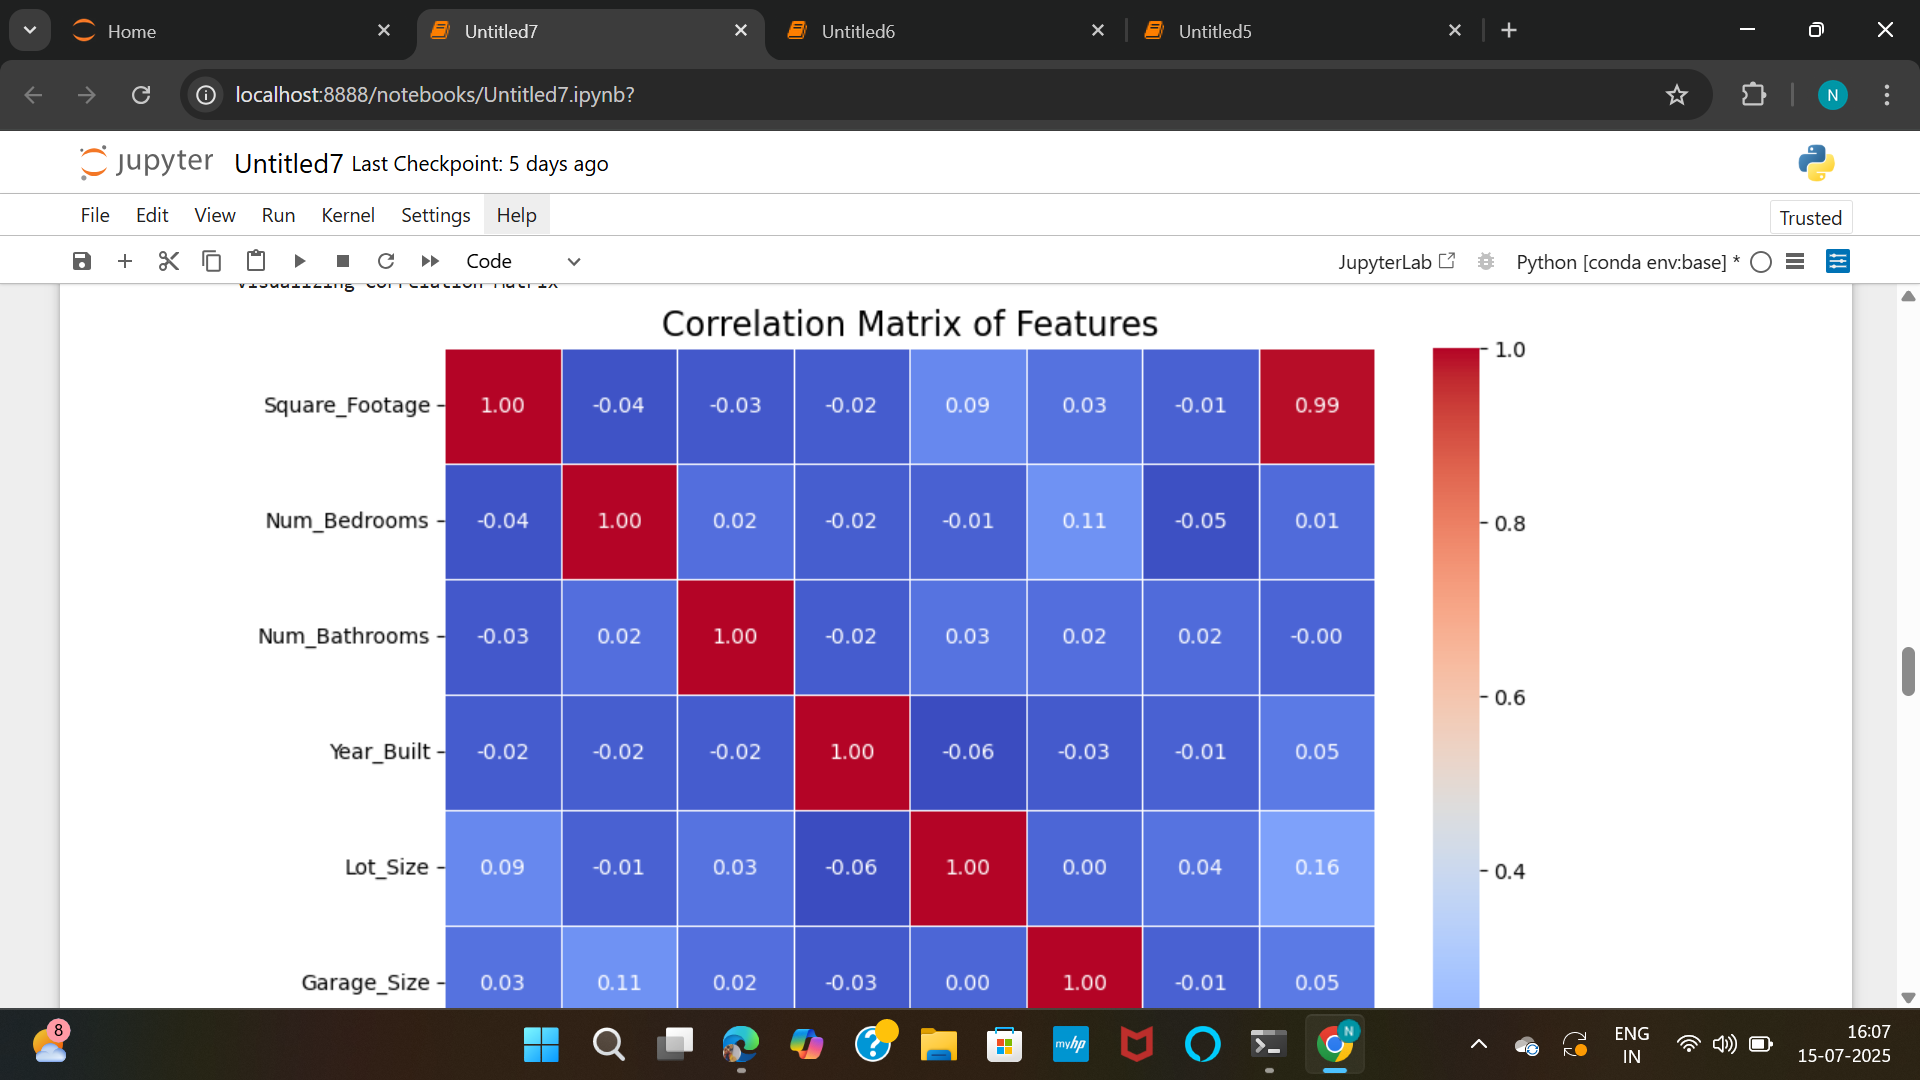 Home
Untitled7
Untitled6
Untitled5
localhost:8888/notebooks/Untitled7.ipynb?
N
jupyter Untitled7 Last Checkpoint: 5 days ago
File Edit View Run Kernel Settings Help
Trusted
Code
JupyterLab
Python [conda env:base] *
Visualizing Correlation Matrix
Correlation Matrix of Features
Square_Footage 1.00 -0.04 -0.03 -0.02 0.09 0.03 -0.01 0.99
Num_Bedrooms -0.04 1.00 0.02 -0.02 -0.01 0.11 -0.05 0.01
Num_Bathrooms -0.03 0.02 1.00 -0.02 0.03 0.02 0.02 -0.00
Year_Built -0.02 -0.02 -0.02 1.00 -0.06 -0.03 -0.01 0.05
Lot_Size 0.09 -0.01 0.03 -0.06 1.00 0.00 0.04 0.16
Garage_Size 0.03 0.11 0.02 -0.03 0.00 1.00 -0.01 0.05
1.0
0.8
0.6
0.4
8
myhp
N
ENG
IN
16:07
15-07-2025